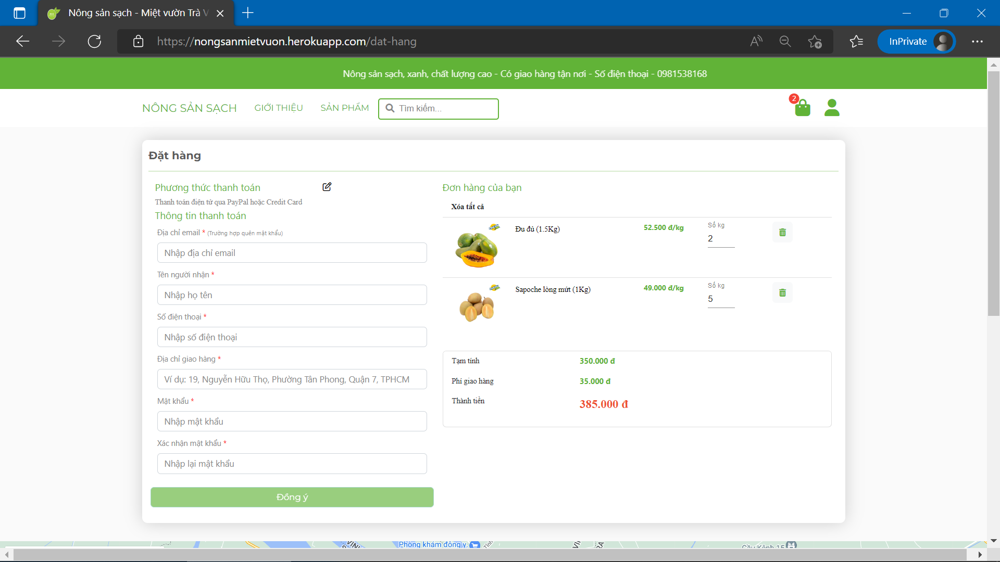 Nông sản sạch - Miệt vườn Trà V
https://nongsanmietvuon.herokuapp.com/dat-hang
InPrivate
Nông sản sạch, xanh, chất lượng cao - Có giao hàng tận nơi - Số điện thoại - 0981538168
NÔNG SẢN SẠCH GIỚI THIỆU SẢN PHẨM Tìm kiếm... 2
Đặt hàng
Phương thức thanh toán
Thanh toán điện tử qua PayPal hoặc Credit Card
Thông tin thanh toán
Địa chỉ email * (Trường hợp quên mật khẩu)
Nhập địa chỉ email
Tên người nhận *
Nhập họ tên
Số điện thoại *
Nhập số điện thoại
Địa chỉ giao hàng *
Ví dụ: 19, Nguyễn Hữu Thọ, Phường Tân Phong, Quận 7, TPHCM
Mật khẩu *
Nhập mật khẩu
Xác nhận mật khẩu *
Nhập lại mật khẩu
Đồng ý
Đơn hàng của bạn
Xóa tất cả
Đu đủ (1.5Kg) 52.500 đ/kg Số kg
2
Sapoche lòng mứt (1Kg) 49.000 đ/kg Số kg
5
Tạm tính 350.000 đ
Phí giao hàng 35.000 đ
Thành tiền 385.000 đ
Phòng khám đông y.
Cầu Kênh 15